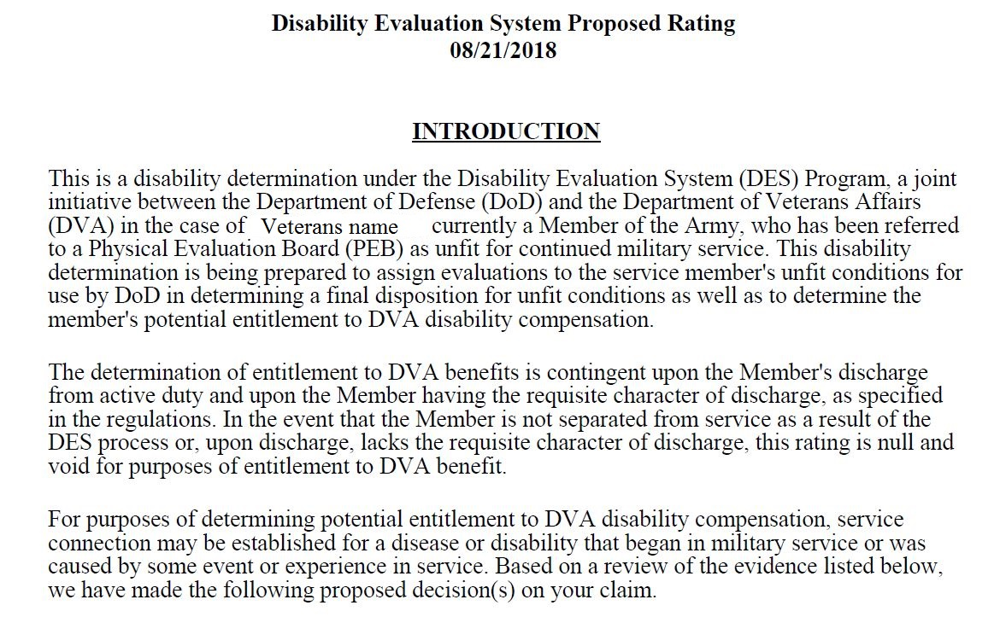 Disability Evaluation System Proposed Rating
08/21/2018
INTRODUCTION
This is a disability determination under the Disability Evaluation System (DES) Program, a joint
initiative between the Department of Defense (DoD) and the Department of Veterans Affairs
(DVA) in the case of Veterans name currently a Member of the Army, who has been referred
to a Physical Evaluation Board (PEB) as unfit for continued military service. This disability
determination is being prepared to assign evaluations to the service member's unfit conditions for
use by DoD in determining a final disposition for unfit conditions as well as to determine the
member's potential entitlement to DVA disability compensation.
The determination of entitlement to DVA benefits is contingent upon the Member's discharge
from active duty and upon the Member having the requisite character of discharge, as specified
in the regulations. In the event that the Member is not separated from service as a result of the
DES process or, upon discharge, lacks the requisite character of discharge, this rating is null and
void for purposes of entitlement to DVA benefit.
For purposes of determining potential entitlement to DVA disability compensation, service
connection may be established for a disease or disability that began in military service or was
caused by some event or experience in service. Based on a review of the evidence listed below,
we have made the following proposed decision(s) on your claim.